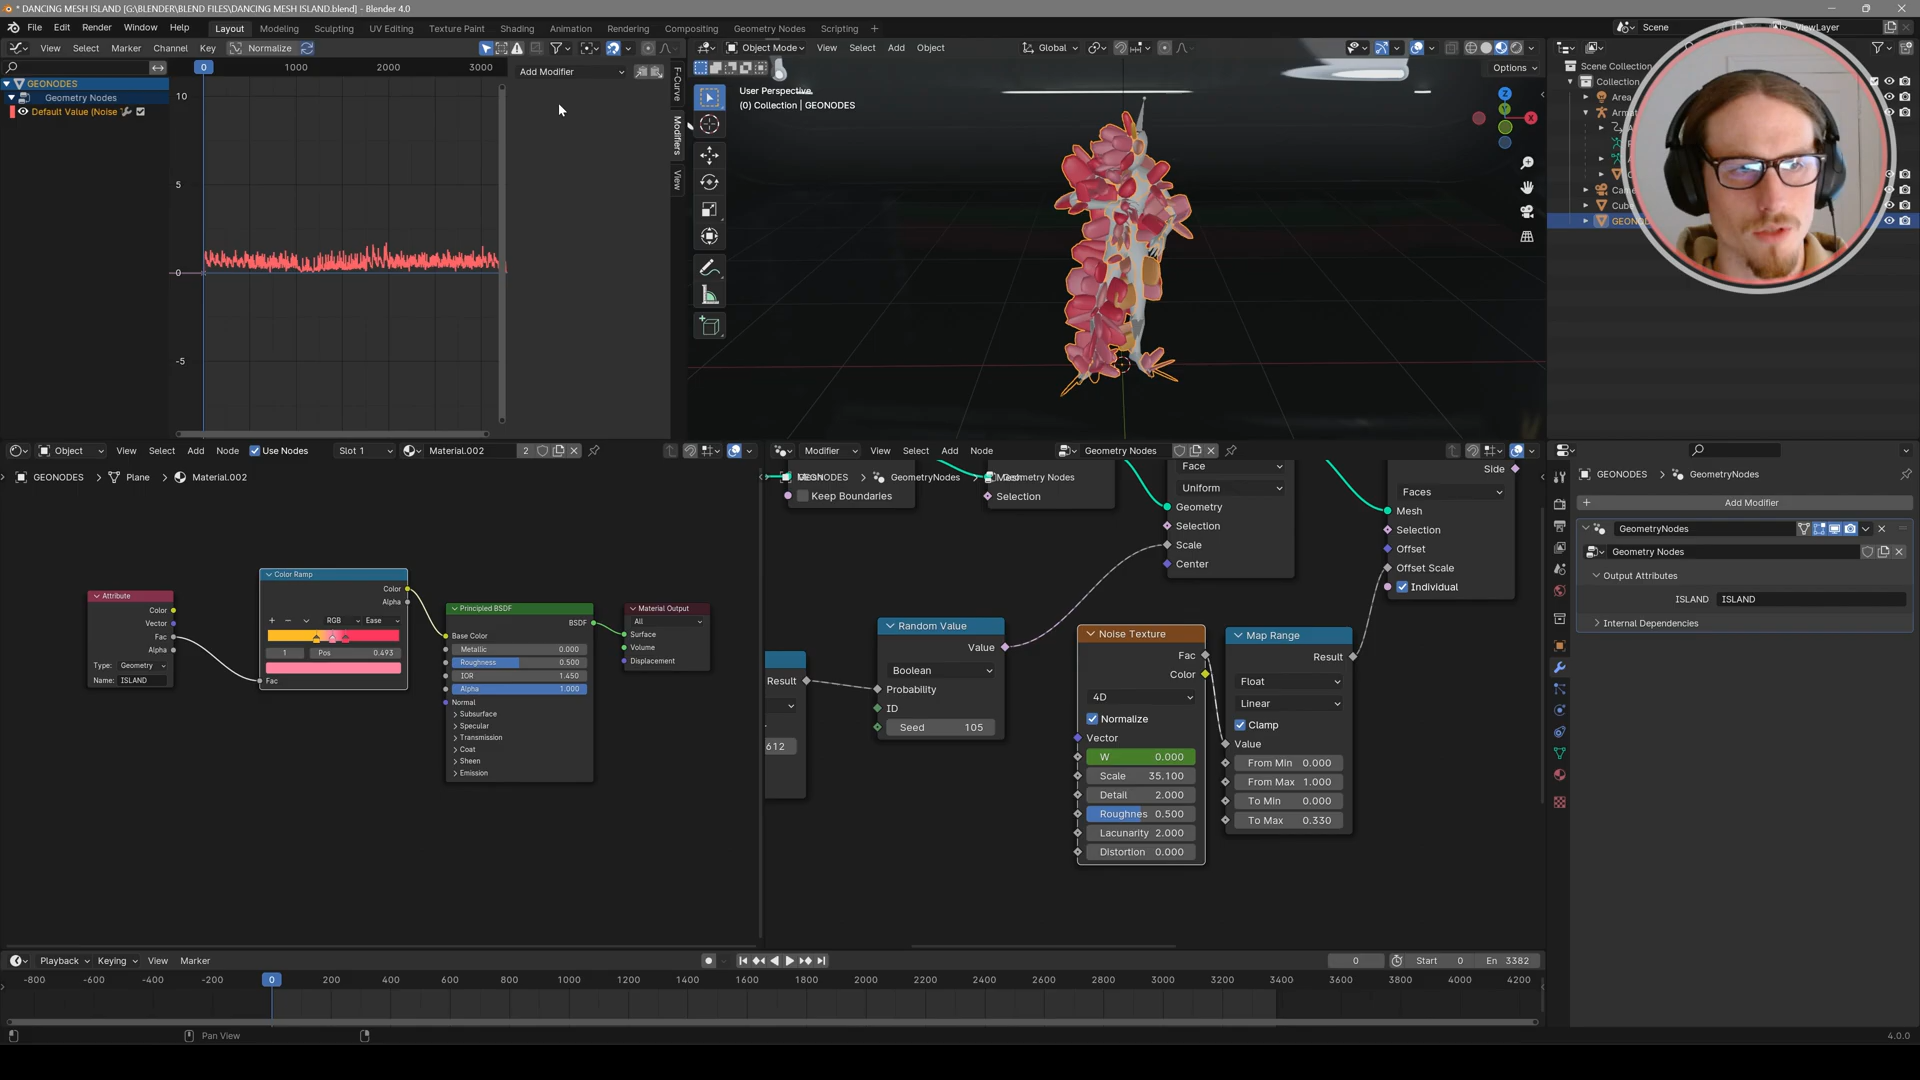 * DANCING MESH ISLAND [G:\BLENDER\BLEND FILES\DANCING MESH ISLAND.blend] - Blender 4.0
File Edit Render Window Help Layout Modeling Sculpting UV Editing Texture Paint Shading Animation Rendering Compositing Geometry Nodes Scripting + Scene ViewLayer
View Select Marker Channel Key Normalize
Object Mode View Select Add Object Global
Options
0 1000 2000 3000
Add Modifier
F-Curve
Modifiers
View
GEONODES
Geometry Nodes
Default Value (Noise
10
5
0
-5
User Perspective
(0) Collection | GEONODES
Z
Y
X
Scene Collection
Collection
Area
Cube
Object View Select Add Node Use Nodes Slot 1 Material.002 2
GEONODES > Plane > Material.002
Attribute
Color
Vector
Fac
Alpha
Type: Geometry
Name: ISLAND
Color Ramp
Color
Alpha
+ − RGB Ease
1 Pos 0.493
Fac
Principled BSDF
BSDF
Base Color
Metallic 0.000
Roughness 0.500
IOR 1.450
Alpha 1.000
Normal
Subsurface
Specular
Transmission
Coat
Sheen
Emission
Material Output
All
Surface
Volume
Displacement
Modifier View Select Add Node Geometry Nodes
GeometryNodes
Keep Boundaries
Selection
Face
Uniform
Geometry
Selection
Scale
Center
Side
Faces
Mesh
Selection
Offset
Offset Scale
Individual
Result
612
Random Value
Value
Boolean
Probability
ID
Seed 105
Noise Texture
Fac
Color
4D
Normalize
Vector
W 0.000
Scale 35.100
Detail 2.000
Roughnes 0.500
Lacunarity 2.000
Distortion 0.000
Map Range
Result
Float
Linear
Clamp
Value
From Min 0.000
From Max 1.000
To Min 0.000
To Max 0.330
GEONODES > GeometryNodes
+ Add Modifier
GeometryNodes
Geometry Nodes
Output Attributes
ISLAND ISLAND
Internal Dependencies
Playback Keying View Marker 0 Start 0 En 3382
-800 -600 -400 -200 0 200 400 600 800 1000 1200 1400 1600 1800 2000 2200 2400 2600 2800 3000 3200 3400 3600 3800 4000 4200
Pan View 4.0.0